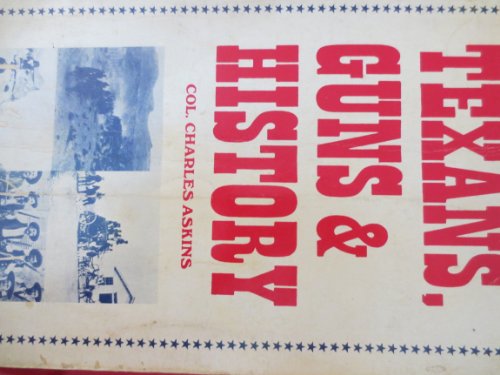 TEXANS,
GUNS &
HISTORY
COL. CHARLES ASKINS